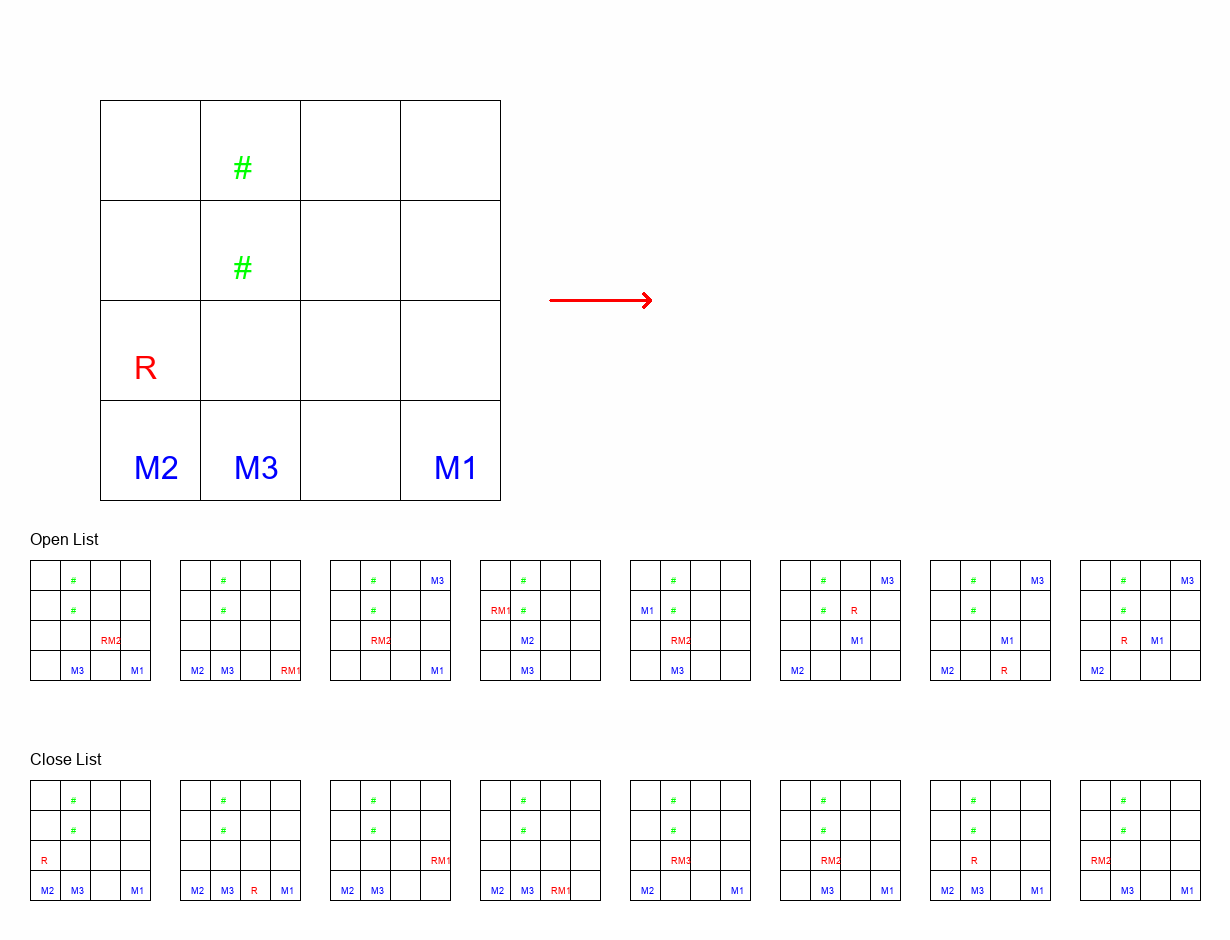 #
#
R
M2 M3 M1
Open List
# # # M3 # # # M3 # M3 # M3
# # # RM1 # M1 # # R # #
RM2 RM2 M2 RM2 M1 M1 R M1
M3 M1 M2 M3 RM1 M1 M3 M3 M2 M2 R M2
Close List
# # # # # # # #
# # # # # # # #
R RM1 RM3 RM2 R RM2
M2 M3 M1 M2 M3 R M1 M2 M3 M2 M3 RM1 M2 M1 M3 M1 M2 M3 M1 M3 M1